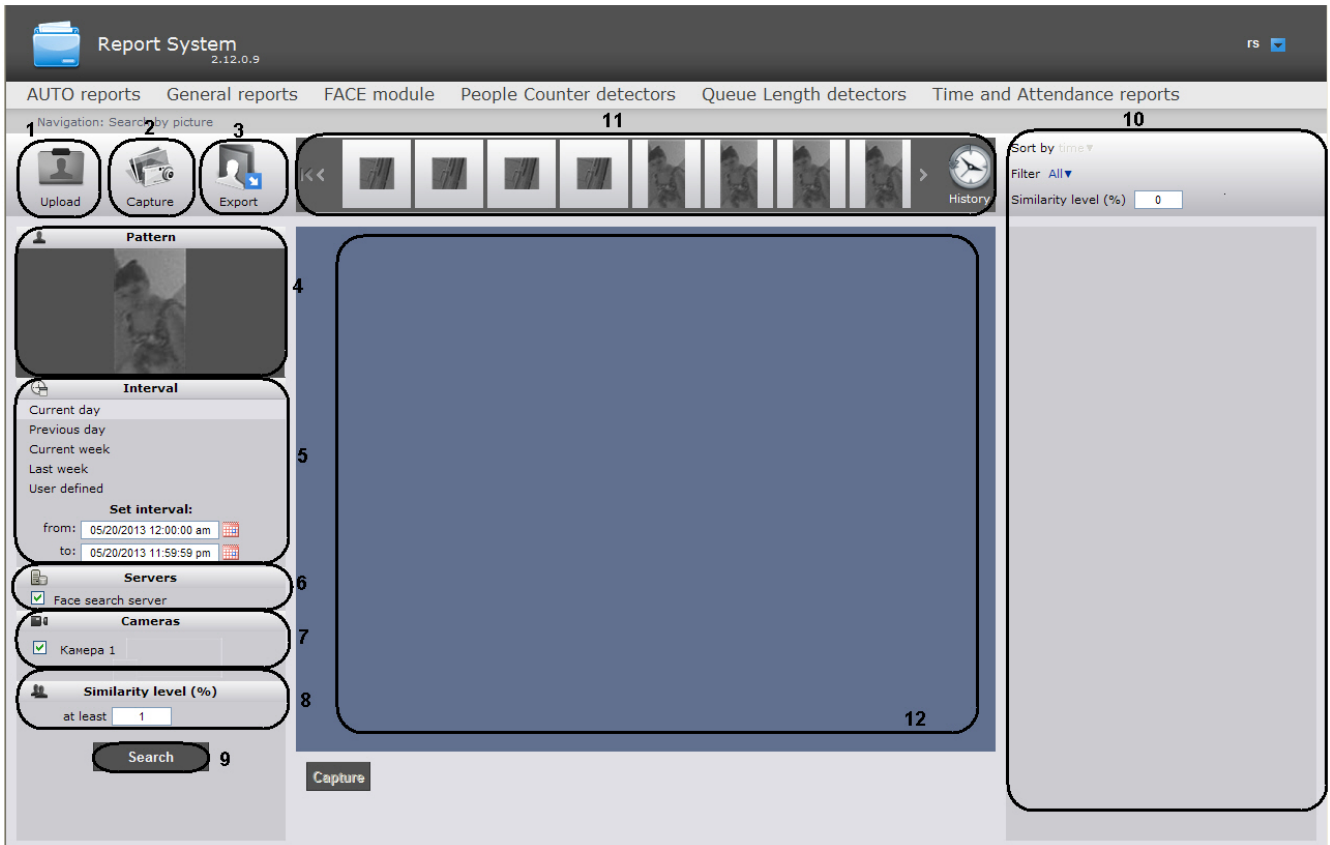 Report System
2.12.0.9
rs
AUTO reports General reports FACE module People Counter detectors Queue Length detectors Time and Attendance reports
Navigation: Search by picture
1 2 3 11 10
Upload
Capture
Export
History
Sort by time
Filter All
Similarity level (%) 0
Pattern
4
Interval
Current day
Previous day
Current week
5
Last week
User defined
Set interval:
from: 05/20/2013 12:00:00 am
to: 05/20/2013 11:59:59 pm
Servers
6
Face search server
Cameras
7
Камера 1
Similarity level (%)
8
at least 1
12
Search 9
Capture